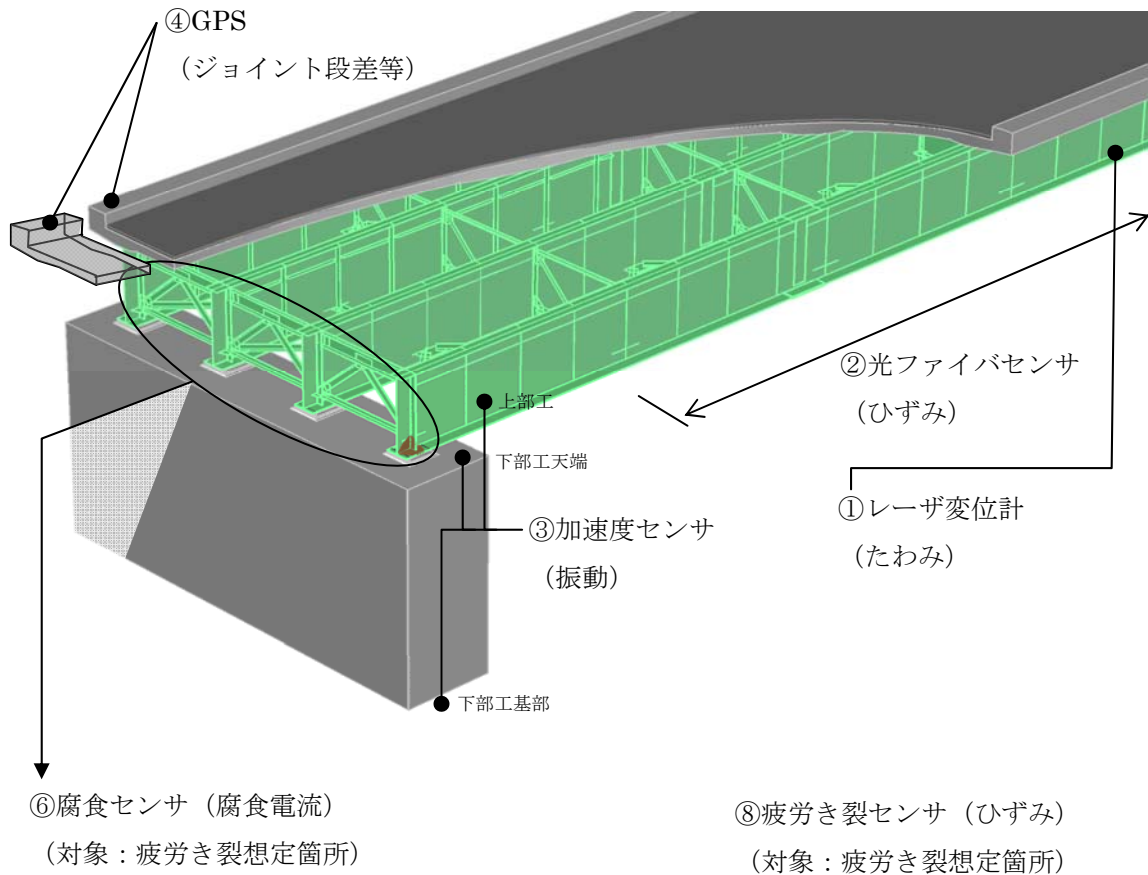 ④GPS
（ジョイント段差等）
②光ファイバセンサ
（ひずみ）
上部工
下部工天端
①レーザ変位計
（たわみ）
③加速度センサ
（振動）
下部工基部
⑥腐食センサ（腐食電流）
（対象：疲労き裂想定箇所）
⑧疲労き裂センサ（ひずみ）
（対象：疲労き裂想定箇所）